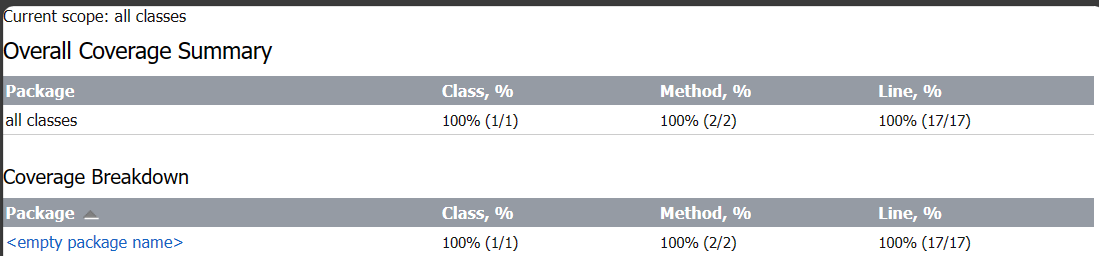 Current scope: all classes
Overall Coverage Summary
Package Class, % Method, % Line, %
all classes 100% (1/1) 100% (2/2) 100% (17/17)
Coverage Breakdown
Package Class, % Method, % Line, %
<empty package name> 100% (1/1) 100% (2/2) 100% (17/17)